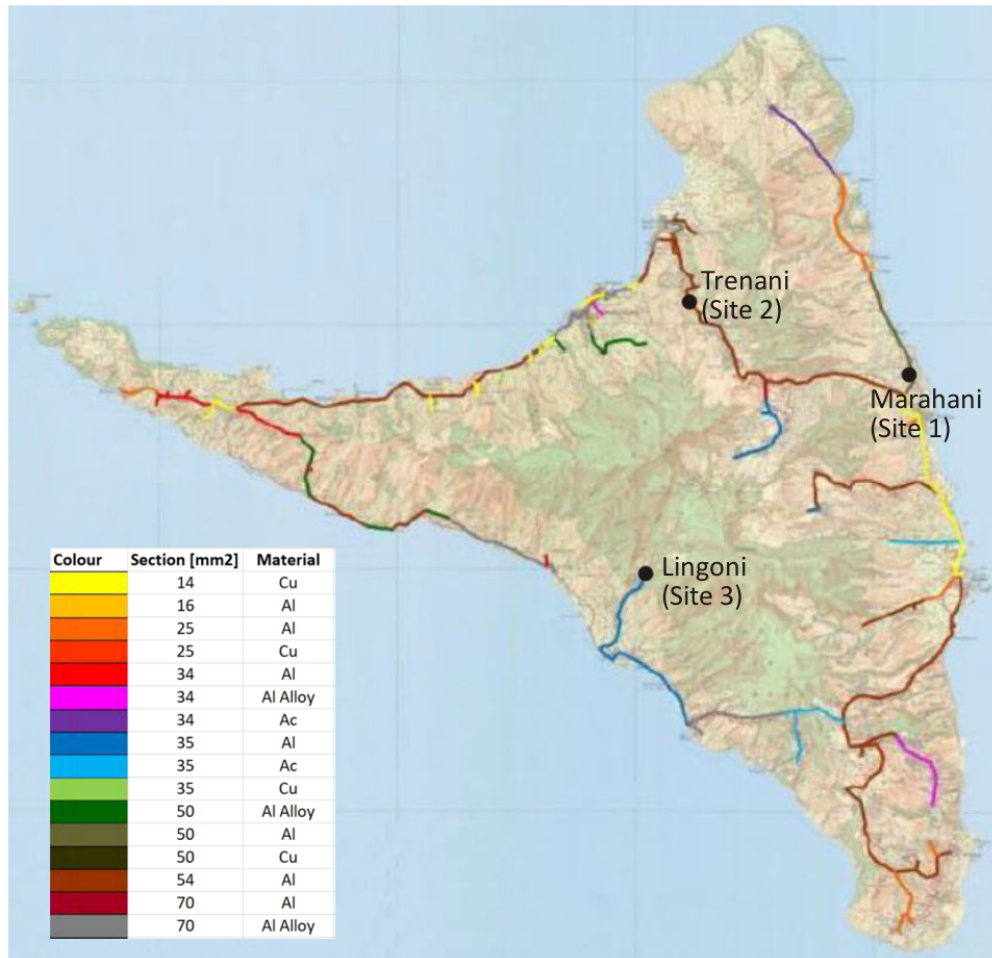 Trenani
(Site 2)
Marahani
(Site 1)
Lingoni
(Site 3)
Colour Section [mm2] Material
14 Cu
16 Al
25 Al
25 Cu
34 Al
34 Al Alloy
34 Ac
35 Al
35 Ac
35 Cu
50 Al Alloy
50 Al
50 Cu
54 Al
70 Al
70 Al Alloy